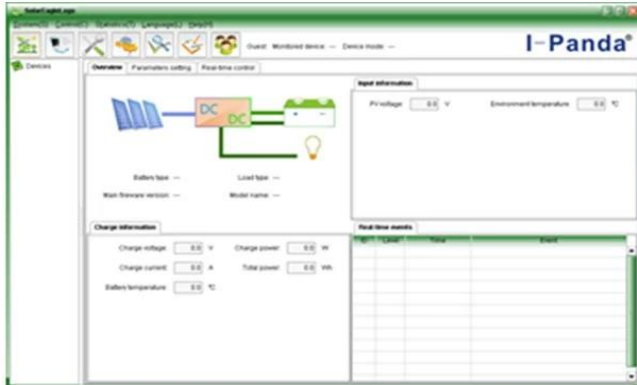 SolarEagleLogo
System(S) Control(C) Statistics(T) Language(L) Help(H)
Guest: Monitored device: -- Device mode: --
I-Panda®
Devices
Overview Parameters setting Real-time control
DC
DC
Battery type: --
Load type: --
Main firmware version: --
Model name: --
Input information
PV voltage: 0.0 V
Environment temperature: 0.0 ℃
Charge information
Charge voltage: 0.0 V
Charge power: 0.0 W
Charge current: 0.0 A
Total power: 0.0 Wh
Battery temperature: 0.0 ℃
Real-time events
ID Level Time Event